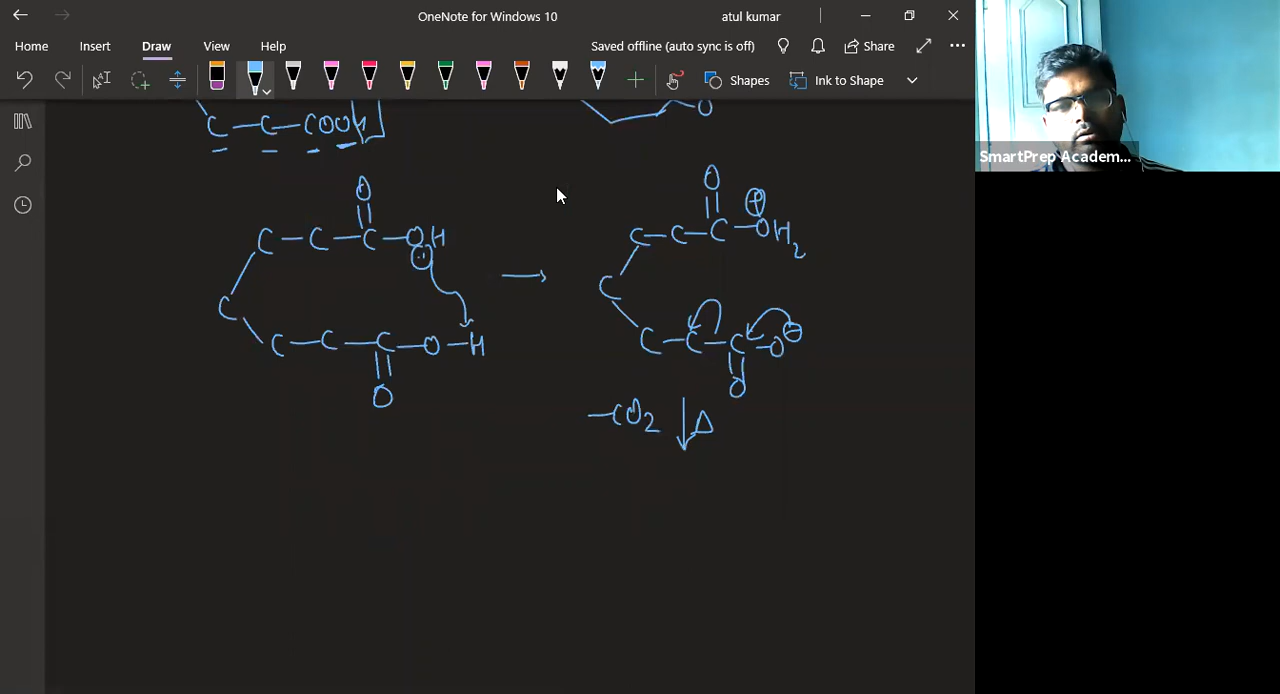 OneNote for Windows 10
atul kumar
Home Insert Draw View Help
Saved offline (auto sync is off)
Share
Shapes
Ink to Shape
SmartPrep Academ...
C—C—COOH
O
O
C—C—C—OH
C
C—C—C—O—H
O
O
C—C—C—OH2
⊕
C
C—C—C—O
⊖
O
—CO2 Δ